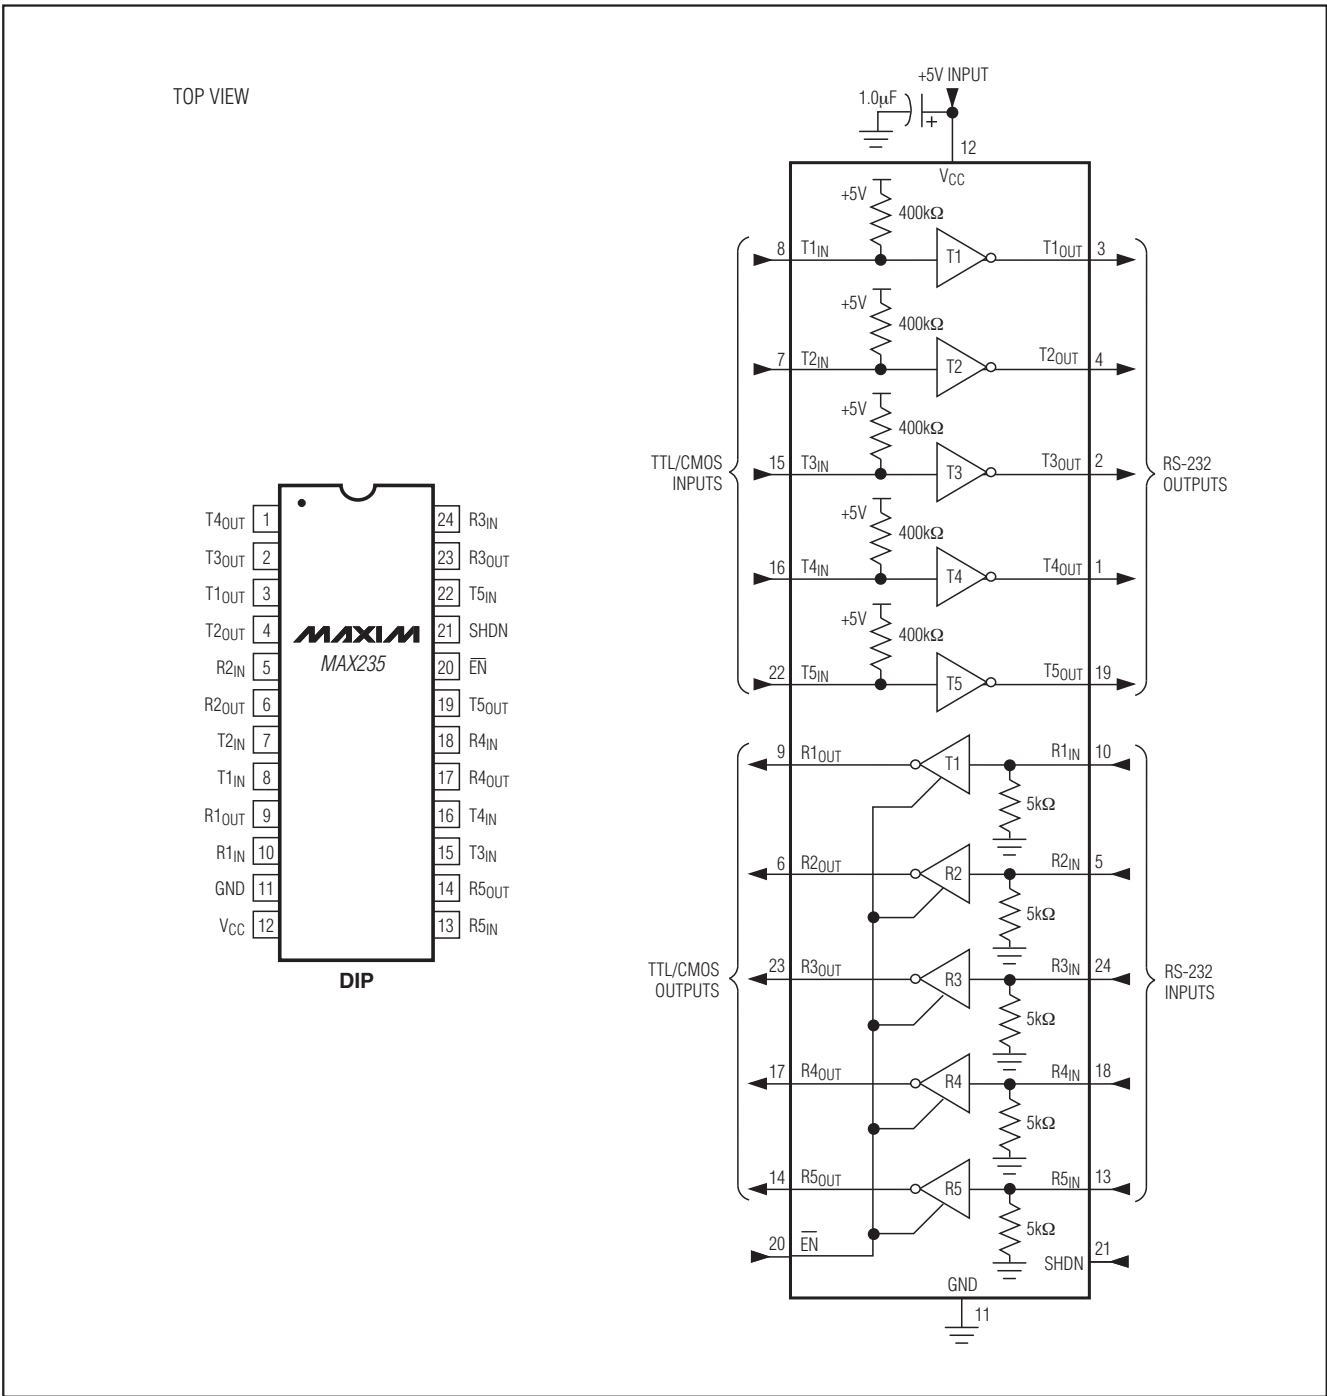 TOP VIEW
T4OUT 1
T3OUT 2
T1OUT 3
T2OUT 4
R2IN 5
R2OUT 6
T2IN 7
T1IN 8
R1OUT 9
R1IN 10
GND 11
VCC 12
MAXIM
MAX235
24 R3IN
23 R3OUT
22 T5IN
21 SHDN
20 E̅N̅
19 T5OUT
18 R4IN
17 R4OUT
16 T4IN
15 T3IN
14 R5OUT
13 R5IN
DIP
+5V INPUT
1.0µF
+
12
VCC
+5V
400kΩ
8 T1IN T1 T1OUT 3
+5V
400kΩ
7 T2IN T2 T2OUT 4
+5V
400kΩ
TTL/CMOS
INPUTS
15 T3IN T3 T3OUT 2
RS-232
OUTPUTS
+5V
400kΩ
16 T4IN T4 T4OUT 1
+5V
400kΩ
22 T5IN T5 T5OUT 19
9 R1OUT T1 R1IN 10
5kΩ
6 R2OUT R2 R2IN 5
5kΩ
TTL/CMOS
OUTPUTS
23 R3OUT R3 R3IN 24
RS-232
INPUTS
5kΩ
17 R4OUT R4 R4IN 18
5kΩ
14 R5OUT R5 R5IN 13
5kΩ
20 E̅N̅
SHDN 21
GND
11